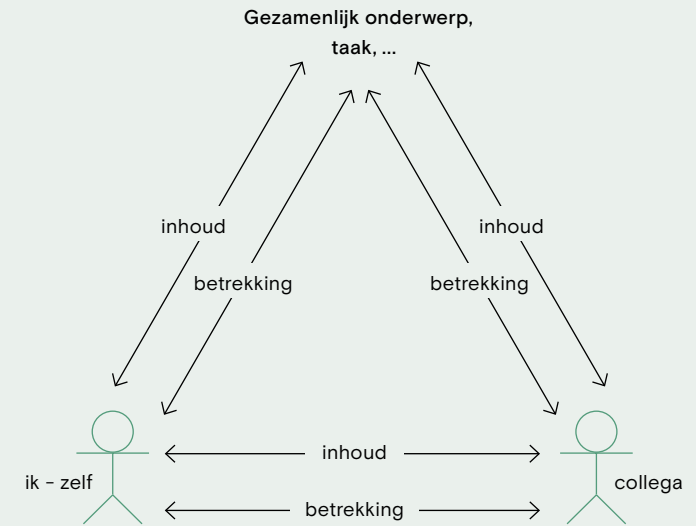 Gezamenlijk onderwerp,
taak, ...
inhoud
inhoud
betrekking
betrekking
inhoud
ik – zelf
collega
betrekking